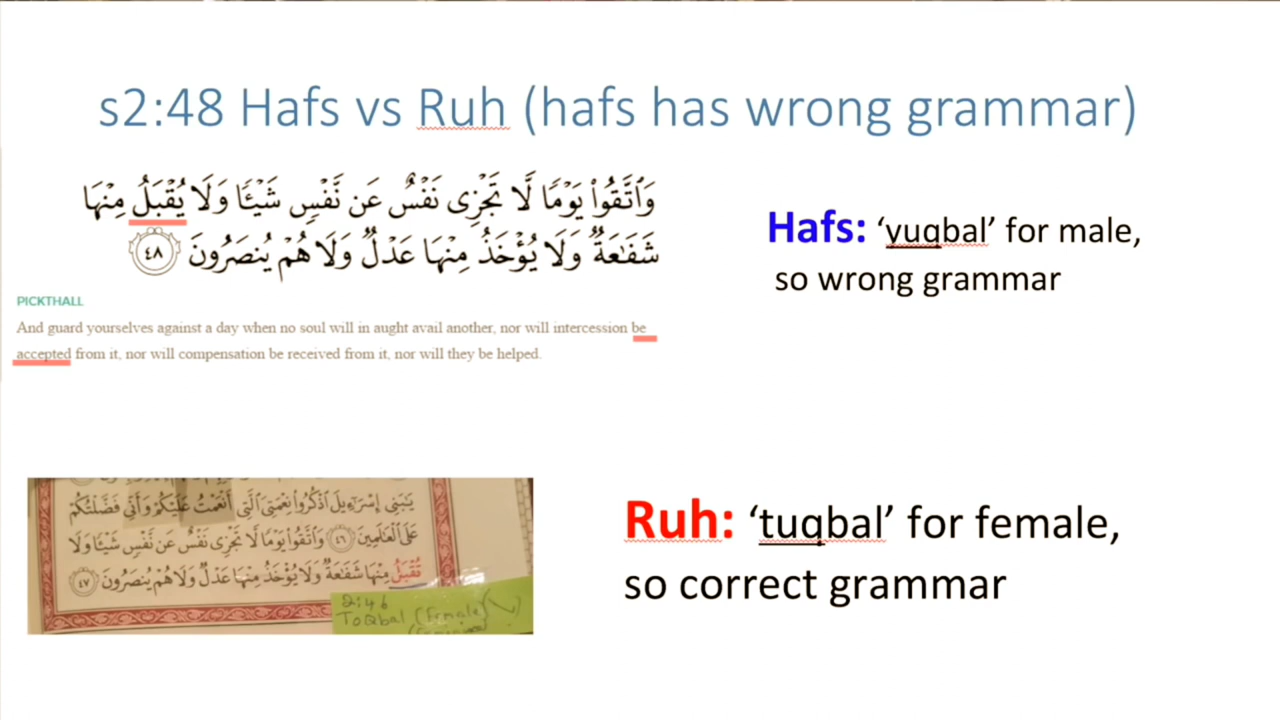 s2:48 Hafs vs Ruh (hafs has wrong grammar)
وَٱتَّقُوا۟ يَوْمًا لَّا تَجْزِى نَفْسٌ عَن نَّفْسٍ شَيْـًٔا وَلَا يُقْبَلُ مِنْهَا
شَفَـٰعَةٌ وَلَا يُؤْخَذُ مِنْهَا عَدْلٌ وَلَا هُمْ يُنصَرُونَ ٤٨
Hafs: ‘yuqbal’ for male,
so wrong grammar
PICKTHALL
And guard yourselves against a day when no soul will in aught avail another, nor will intercession be
accepted from it, nor will compensation be received from it, nor will they be helped.
يَـٰبَنِى إِسْرَٰٓءِيلَ ٱذْكُرُوا۟ نِعْمَتِىَ ٱلَّتِى أَنْعَمْتُ عَلَيْكُمْ وَأَنِّى فَضَّلْتُكُمْ
عَلَى ٱلْعَـٰلَمِينَ ٤٦ وَٱتَّقُوا۟ يَوْمًا لَّا تَجْزِى نَفْسٌ عَن نَّفْسٍ شَيْـًٔا وَلَا
تُقْبَلُ مِنْهَا شَفَـٰعَةٌ وَلَا يُؤْخَذُ مِنْهَا عَدْلٌ وَلَا هُمْ يُنصَرُونَ ٤٧
2:46
ToQbal (Female)
Ruh: ‘tuqbal’ for female,
so correct grammar